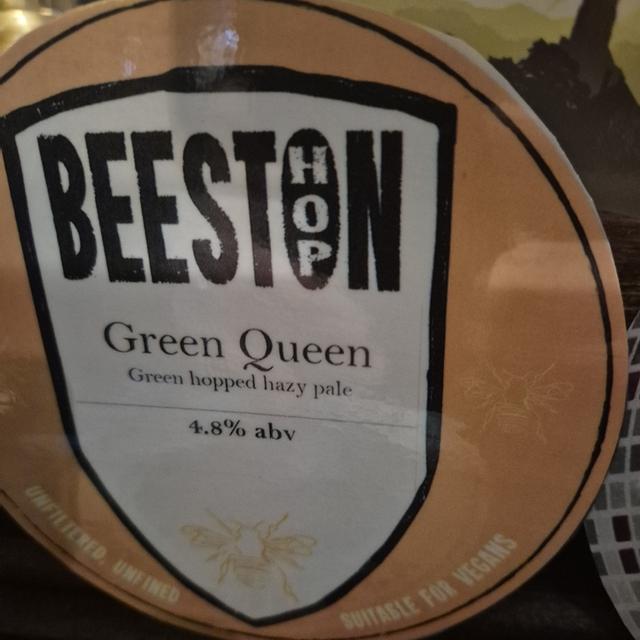 BEESTON
HOP
Green Queen
Green hopped hazy pale
4.8% abv
UNFILTERED, UNFINED
SUITABLE FOR VEGANS